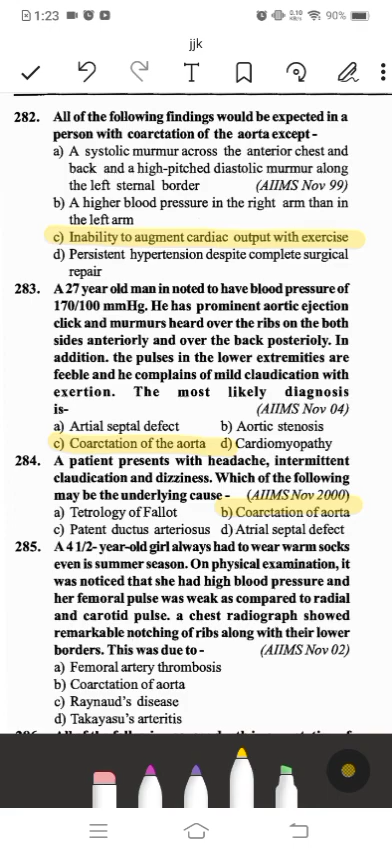 1:23
0.10
KB/s
90%
jjk
T
282. All of the following findings would be expected in a
person with coarctation of the aorta except -
a) A systolic murmur across the anterior chest and
back and a high-pitched diastolic murmur along
the left sternal border (AIIMS Nov 99)
b) A higher blood pressure in the right arm than in
the left arm
c) Inability to augment cardiac output with exercise
d) Persistent hypertension despite complete surgical
repair
283. A 27 year old man in noted to have blood pressure of
170/100 mmHg. He has prominent aortic ejection
click and murmurs heard over the ribs on the both
sides anteriorly and over the back posterioly. In
addition. the pulses in the lower extremities are
feeble and he complains of mild claudication with
exertion. The most likely diagnosis
is- (AIIMS Nov 04)
a) Artial septal defect b) Aortic stenosis
c) Coarctation of the aorta d) Cardiomyopathy
284. A patient presents with headache, intermittent
claudication and dizziness. Which of the following
may be the underlying cause - (AIIMS Nov 2000)
a) Tetrology of Fallot b) Coarctation of aorta
c) Patent ductus arteriosus d) Atrial septal defect
285. A 4 1/2- year-old girl always had to wear warm socks
even is summer season. On physical examination, it
was noticed that she had high blood pressure and
her femoral pulse was weak as compared to radial
and carotid pulse. a chest radiograph showed
remarkable notching of ribs along with their lower
borders. This was due to - (AIIMS Nov 02)
a) Femoral artery thrombosis
b) Coarctation of aorta
c) Raynaud's disease
d) Takayasu's arteritis